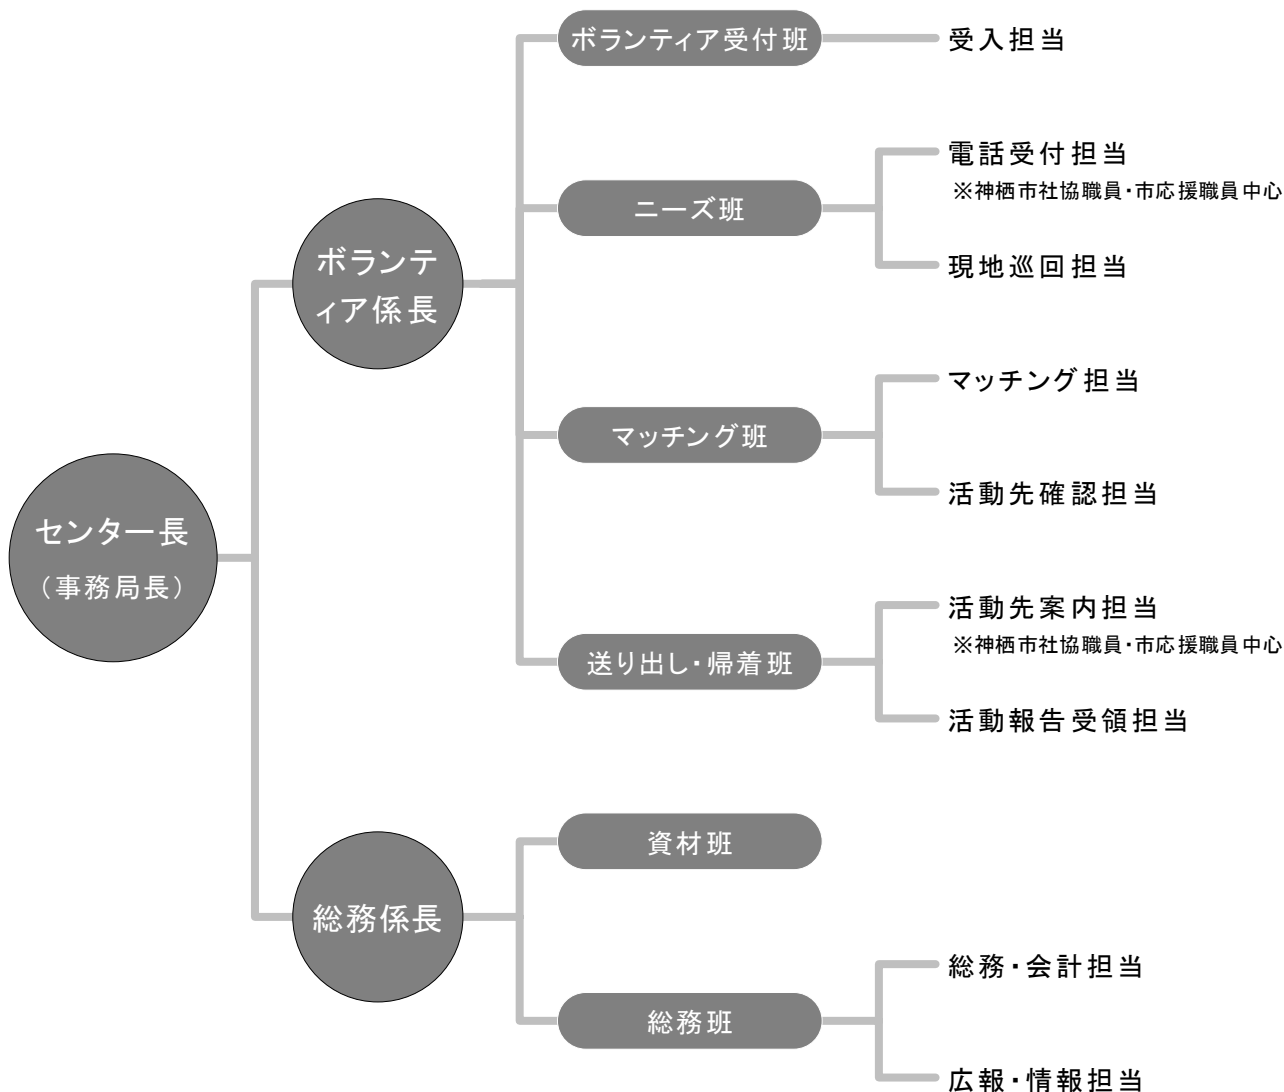 センター長
（事務局長）
ボランテ
ィア係長
ボランティア受付班
受入担当
ニーズ班
電話受付担当
※神栖市社協職員・市応援職員中心
現地巡回担当
マッチング班
マッチング担当
活動先確認担当
送り出し・帰着班
活動先案内担当
※神栖市社協職員・市応援職員中心
活動報告受領担当
総務係長
資材班
総務班
総務・会計担当
広報・情報担当